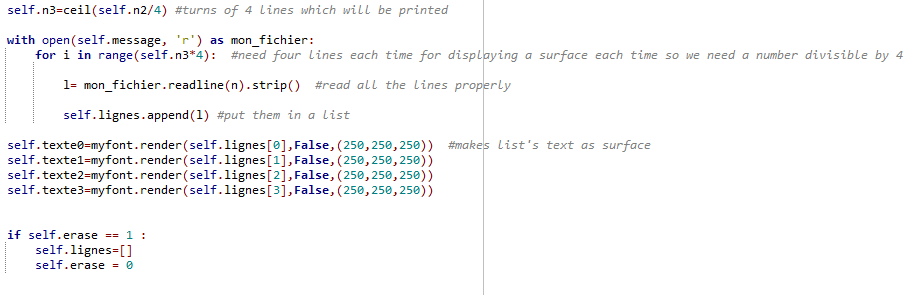 self.n3=ceil(self.n2/4) #turns of 4 lines which will be printed
with open(self.message, 'r') as mon_fichier:
for i in range(self.n3*4):  #need four lines each time for displaying a surface each time so we need a number divisible by 4
l= mon_fichier.readline(n).strip()  #read all the lines properly
self.lignes.append(l) #put them in a list
self.texte0=myfont.render(self.lignes[0],False,(250,250,250))  #makes list's text as surface
self.texte1=myfont.render(self.lignes[1],False,(250,250,250))
self.texte2=myfont.render(self.lignes[2],False,(250,250,250))
self.texte3=myfont.render(self.lignes[3],False,(250,250,250))
if self.erase == 1 :
self.lignes=[]
self.erase = 0